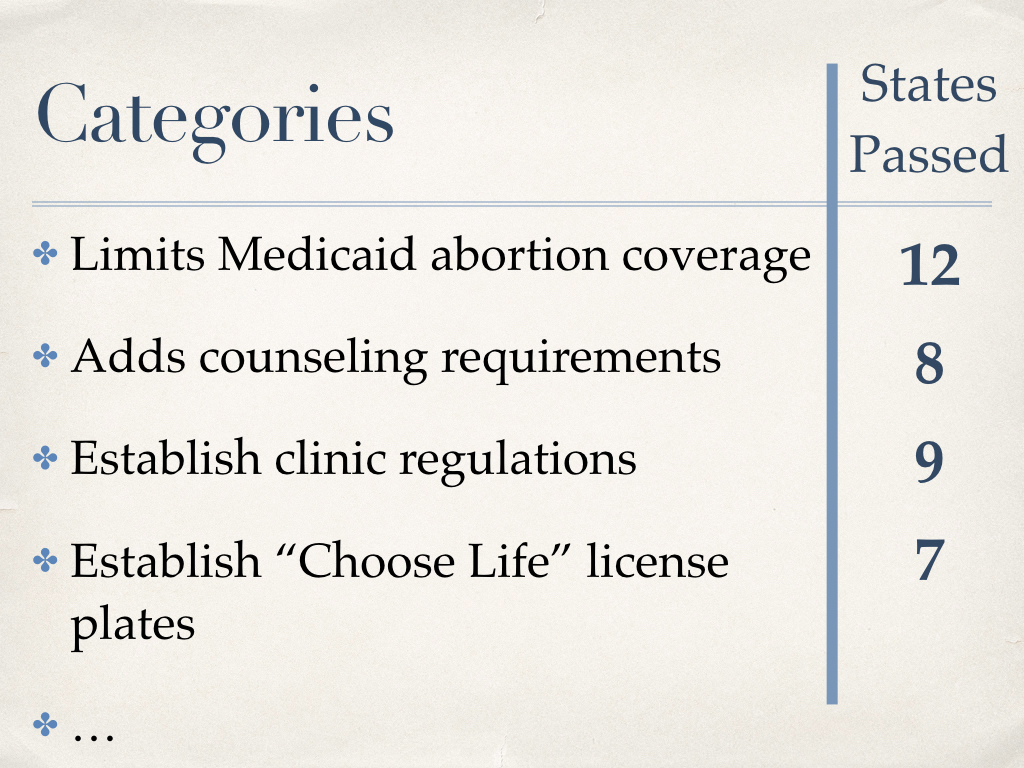 Categories
States
Passed
Limits Medicaid abortion coverage
12
Adds counseling requirements
8
Establish clinic regulations
9
Establish “Choose Life” license
7
plates
…